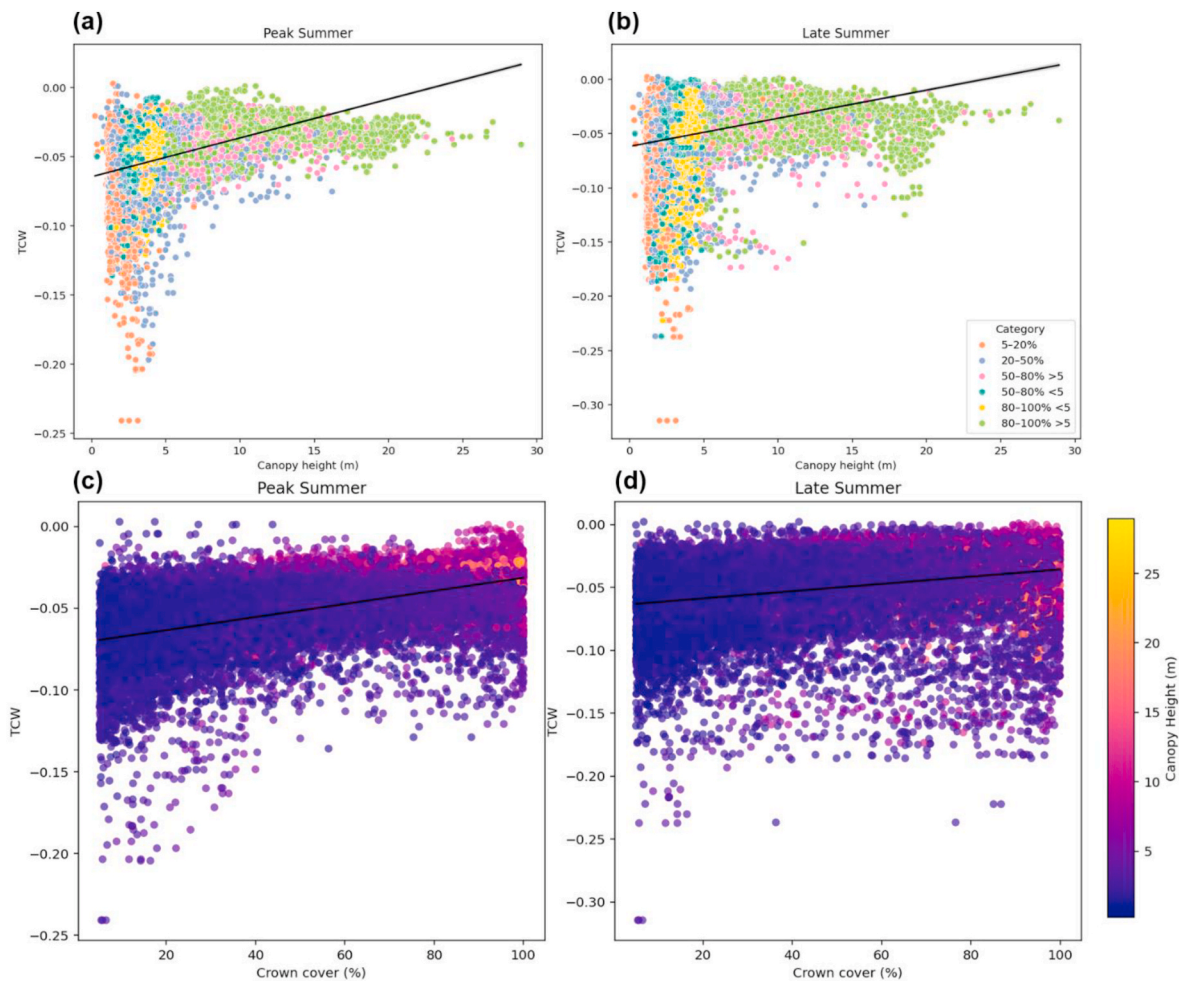 (a)
Peak Summer
TCW
0.00
−0.05
−0.10
−0.15
−0.20
−0.25
0 5 10 15 20 25 30
Canopy height (m)
(b)
Late Summer
TCW
0.00
−0.05
−0.10
−0.15
−0.20
−0.25
−0.30
0 5 10 15 20 25 30
Canopy height (m)
Category
5–20%
20–50%
50–80% >5
50–80% <5
80–100% <5
80–100% >5
(c)
Peak Summer
TCW
0.00
−0.05
−0.10
−0.15
−0.20
−0.25
20 40 60 80 100
Crown cover (%)
(d)
Late Summer
TCW
0.00
−0.05
−0.10
−0.15
−0.20
−0.25
−0.30
20 40 60 80 100
Crown cover (%)
25
20
15
10
5
Canopy Height (m)